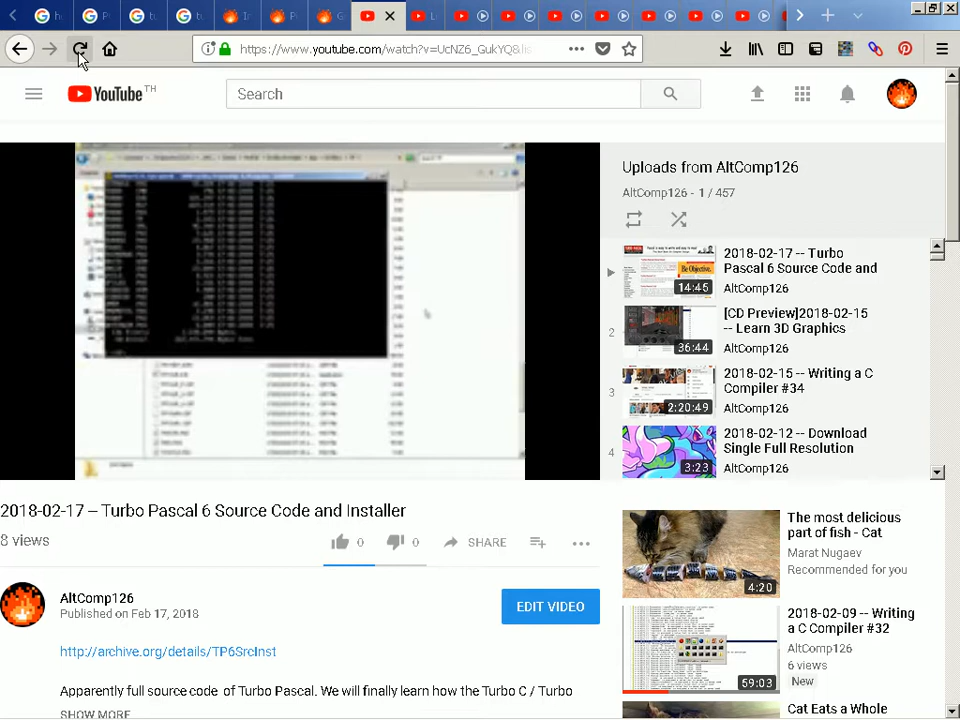 https://www.youtube.com/watch?v=UcNZ6_GukYQ&lis
YouTube TH
Search
Uploads from AltComp126
AltComp126 - 1 / 457
14:45
2018-02-17 -- Turbo
Pascal 6 Source Code and
AltComp126
2
36:44
[CD Preview]2018-02-15
-- Learn 3D Graphics
AltComp126
3
2:20:49
2018-02-15 -- Writing a C
Compiler #34
AltComp126
4
3:23
2018-02-12 -- Download
Single Full Resolution
AltComp126
2018-02-17 -- Turbo Pascal 6 Source Code and Installer
8 views
0
0
SHARE
AltComp126
Published on Feb 17, 2018
EDIT VIDEO
http://archive.org/details/TP6SrcInst
Apparently full source code of Turbo Pascal. We will finally learn how the Turbo C / Turbo
SHOW MORE
4:20
The most delicious
part of fish - Cat
Marat Nugaev
Recommended for you
59:03
2018-02-09 -- Writing
a C Compiler #32
AltComp126
6 views
New
Cat Eats a Whole